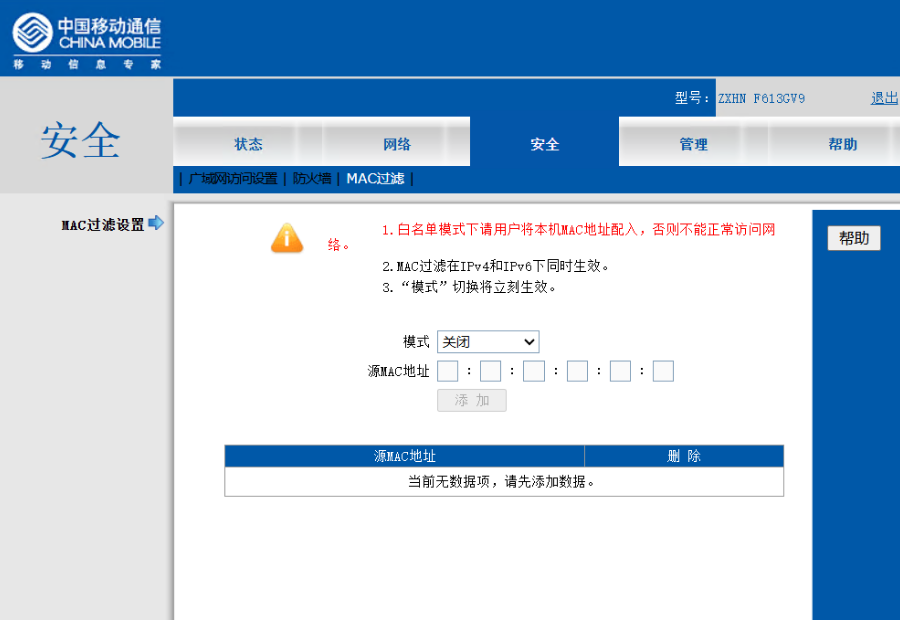 中国移动通信
CHINA MOBILE
移动信息专家
型号: ZXHN F613GV9 退出
安全
状态 网络 安全 管理 帮助
| 广域网访问设置 | 防火墙 | MAC过滤 |
MAC过滤设置
1.白名单模式下请用户将本机MAC地址配入，否则不能正常访问网
络。
2.MAC过滤在IPv4和IPv6下同时生效。
3.“模式”切换将立刻生效。
帮助
模式 关闭
源MAC地址 : : : : :
添 加
源MAC地址 删 除
当前无数据项，请先添加数据。